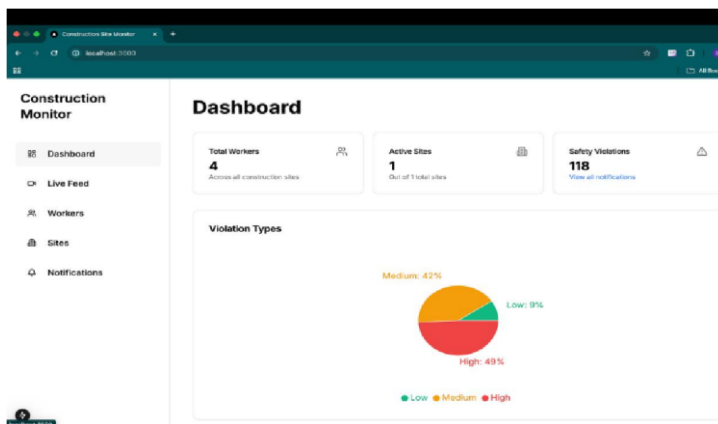 Construction Site Monitor
localhost:3000
Construction
Monitor
Dashboard
Live Feed
Workers
Sites
Notifications
Dashboard
Total Workers
4
Across all construction sites
Active Sites
1
Out of 1 total sites
Safety Violations
118
View all notifications
Violation Types
Medium: 42%
Low: 9%
High: 49%
Low Medium High